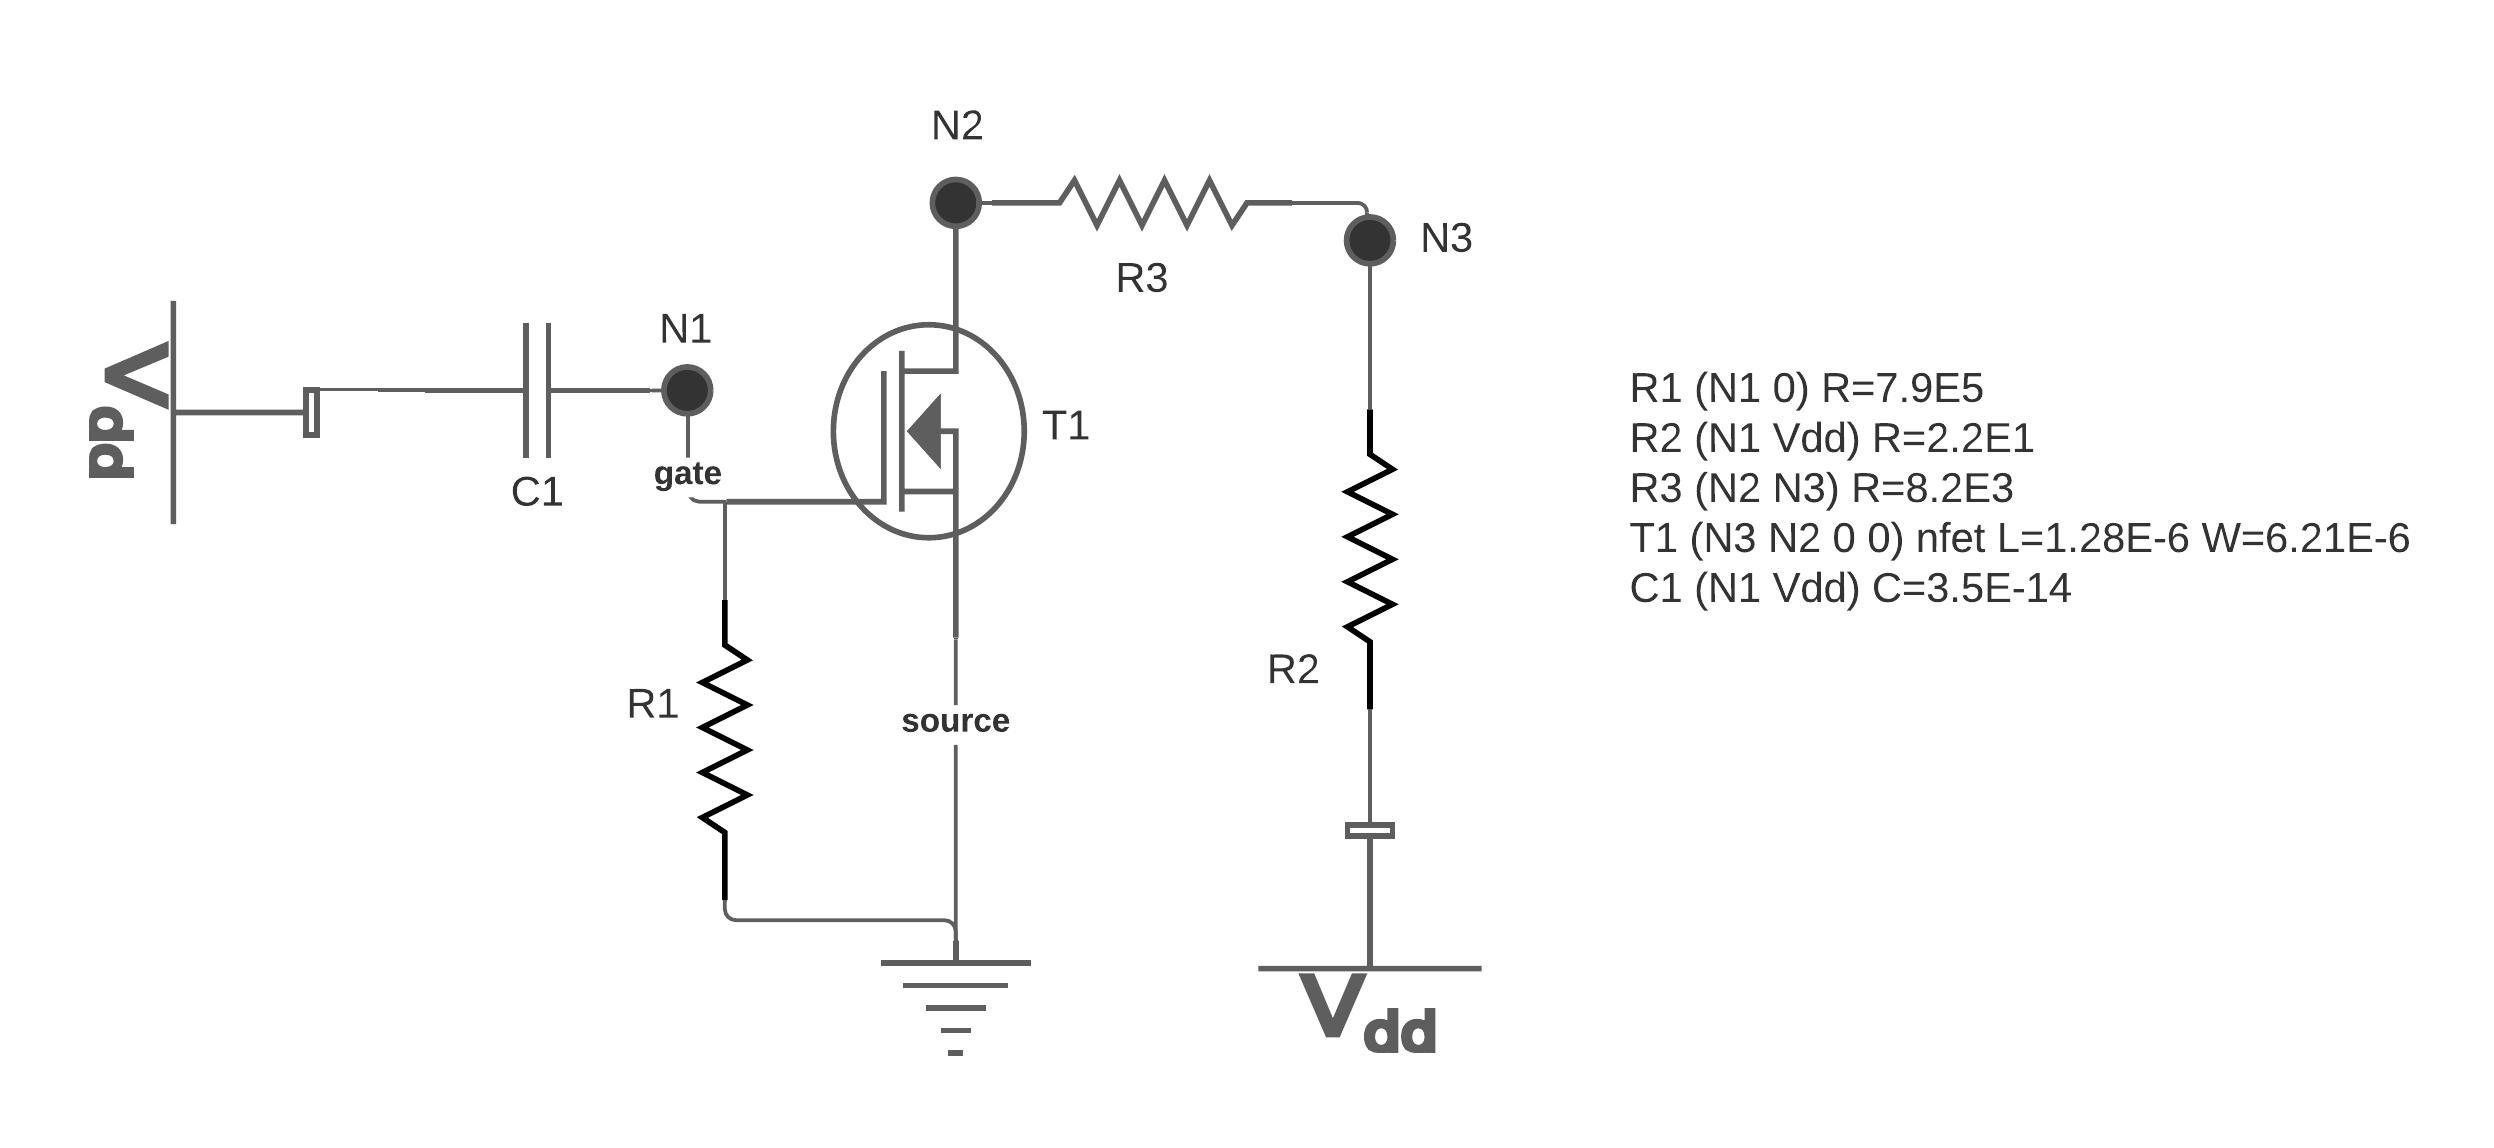 N2
N3
R3
N1
Vdd
T1
gate
C1
R1 (N1 0) R=7.9E5
R2 (N1 Vdd) R=2.2E1
R3 (N2 N3) R=8.2E3
T1 (N3 N2 0 0) nfet L=1.28E-6 W=6.21E-6
C1 (N1 Vdd) C=3.5E-14
R2
R1
source
Vdd